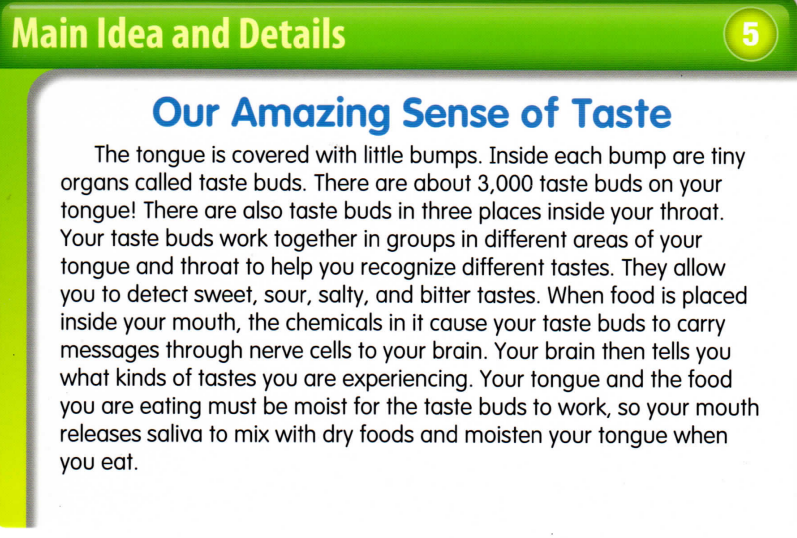 Main Idea and Details
5
Our Amazing Sense of Taste
The tongue is covered with little bumps. Inside each bump are tiny
organs called taste buds. There are about 3,000 taste buds on your
tongue! There are also taste buds in three places inside your throat.
Your taste buds work together in groups in different areas of your
tongue and throat to help you recognize different tastes. They allow
you to detect sweet, sour, salty, and bitter tastes. When food is placed
inside your mouth, the chemicals in it cause your taste buds to carry
messages through nerve cells to your brain. Your brain then tells you
what kinds of tastes you are experiencing. Your tongue and the food
you are eating must be moist for the taste buds to work, so your mouth
releases saliva to mix with dry foods and moisten your tongue when
you eat.